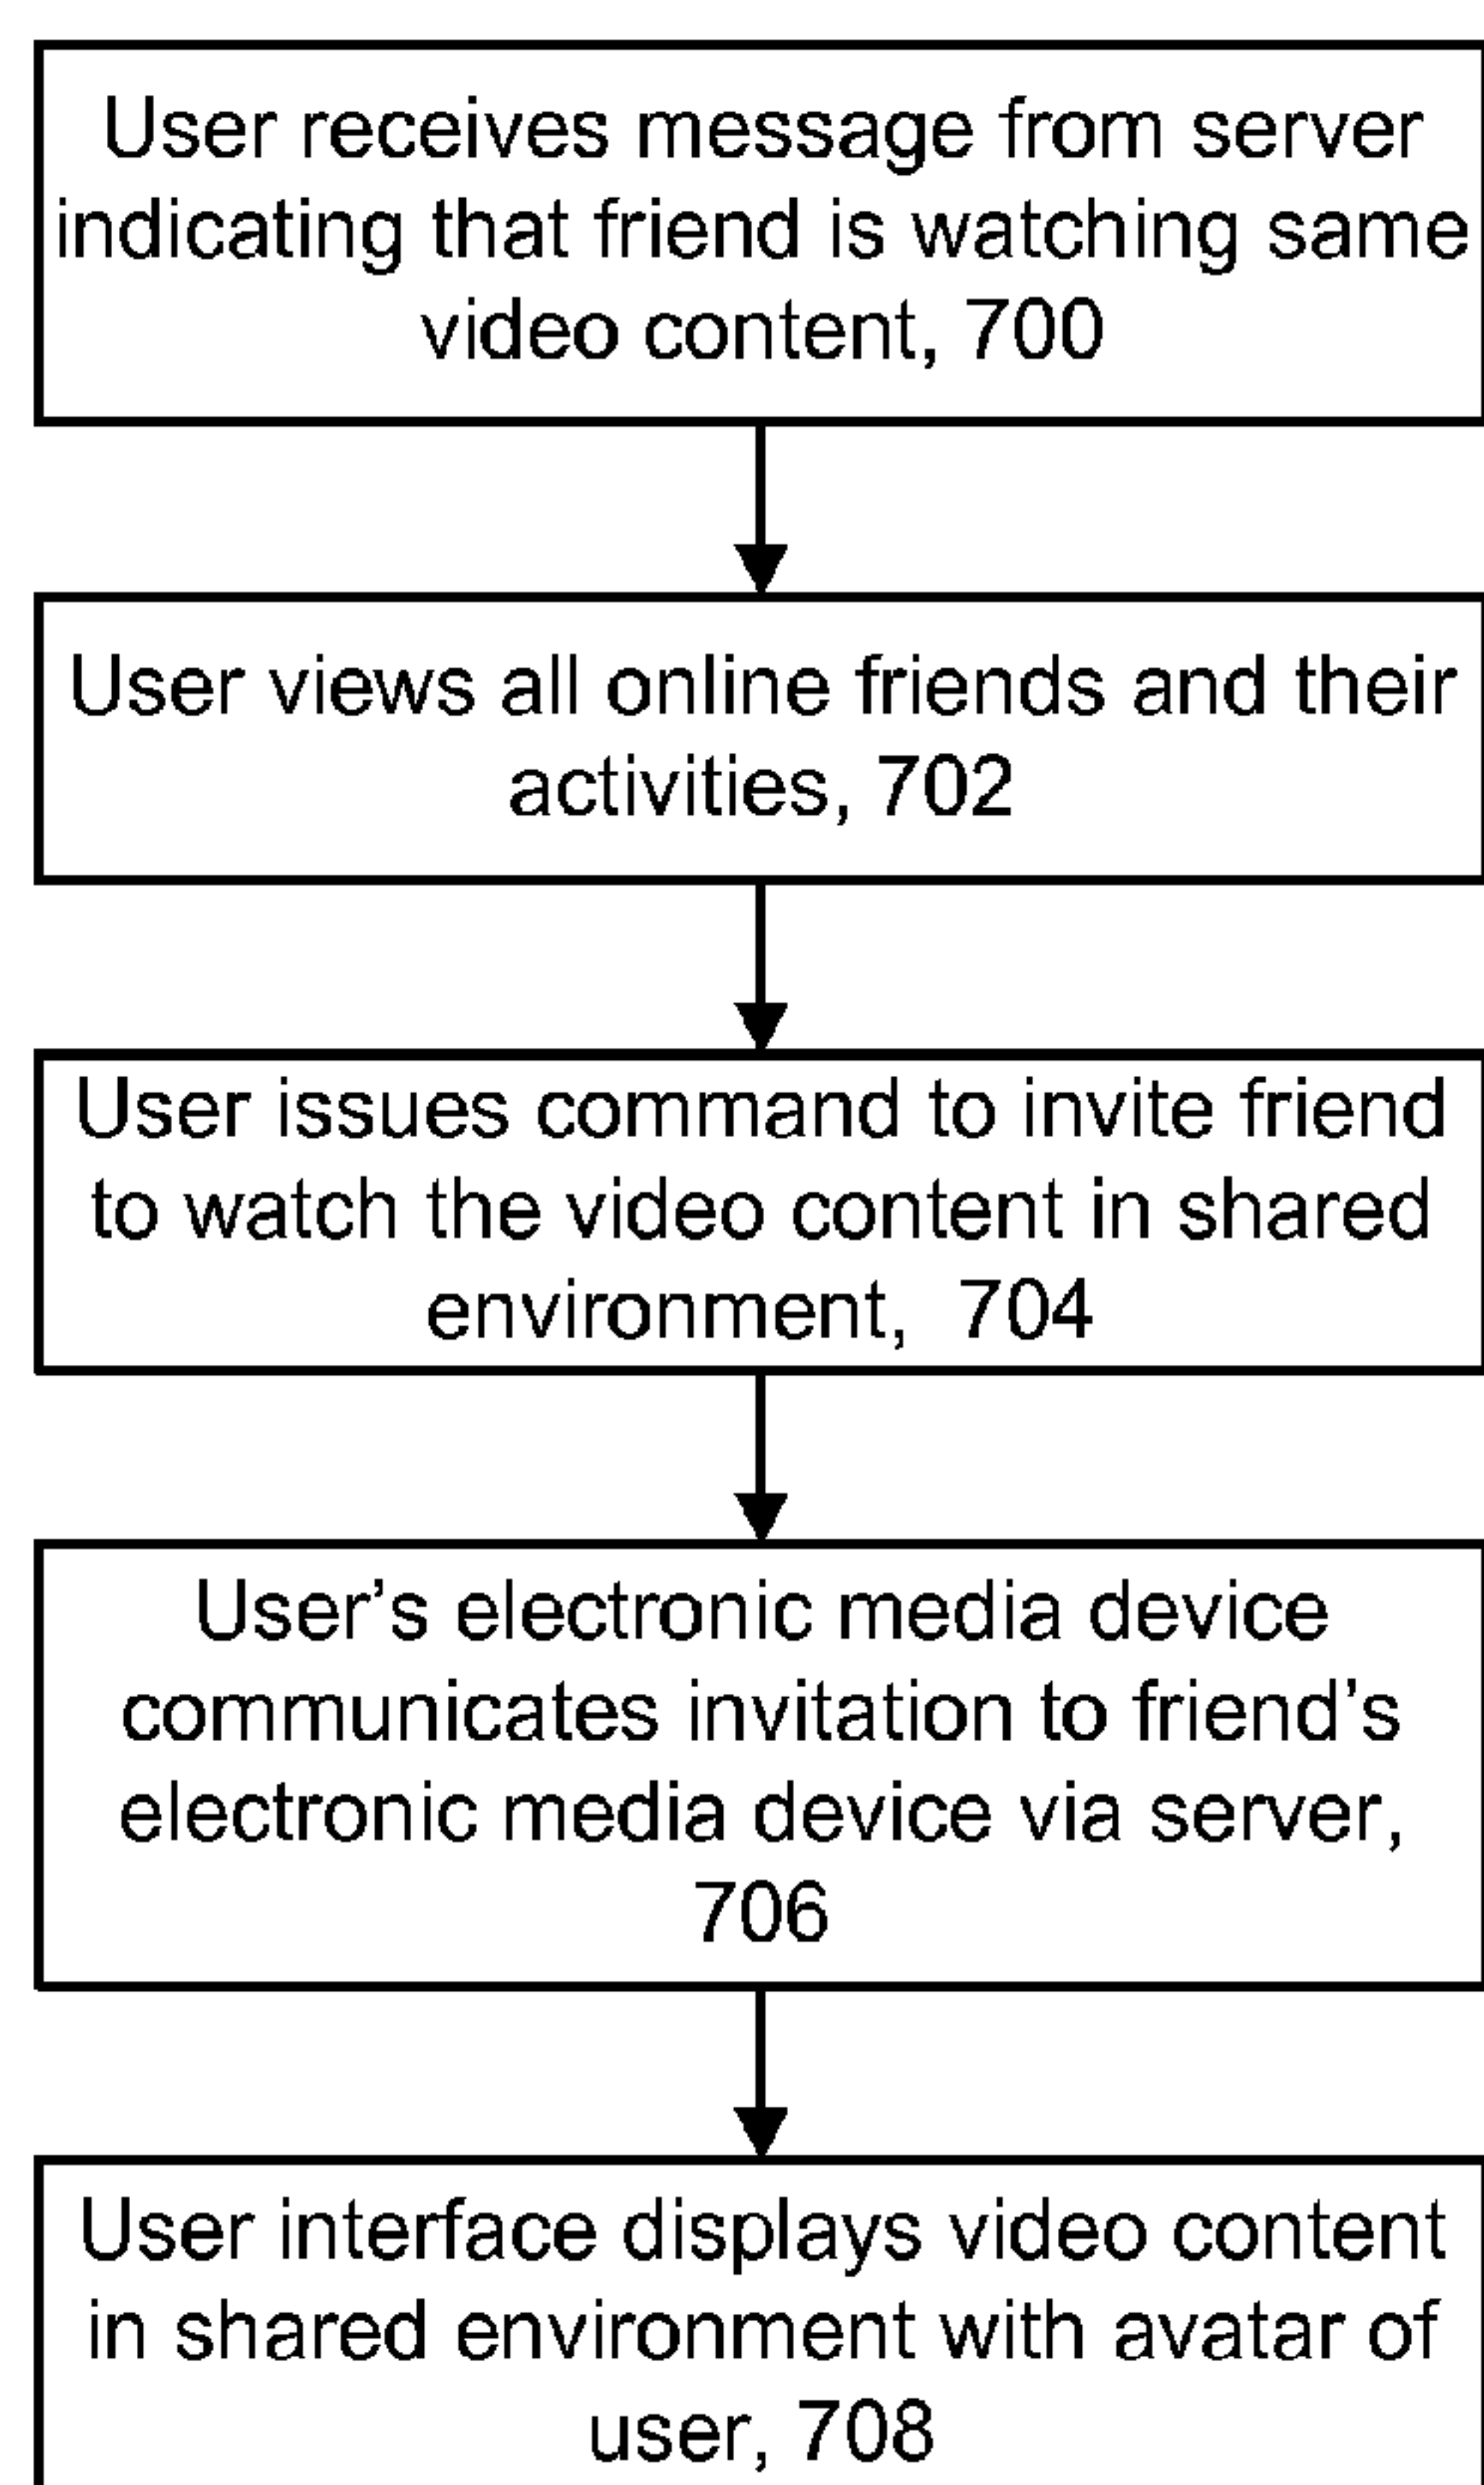 User receives message from server
indicating that friend is watching same
video content, 700
User views all online friends and their
activities, 702
User issues command to invite friend
to watch the video content in shared
environment, 704
User’s electronic media device
communicates invitation to friend’s
electronic media device via server,
706
User interface displays video content
in shared environment with avatar of
user, 708